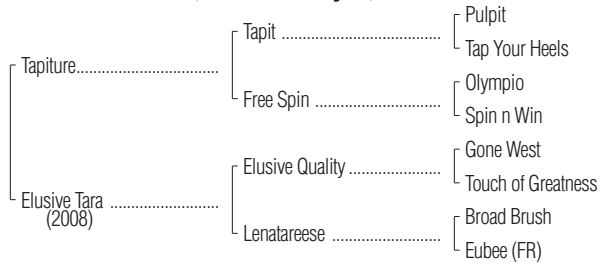 Pulpit
Tapit
Tap Your Heels
Tapiture
Olympio
Free Spin
Spin n Win
Gone West
Elusive Quality
Touch of Greatness
Elusive Tara
(2008)
Broad Brush
Lenatareese
Eubee (FR)